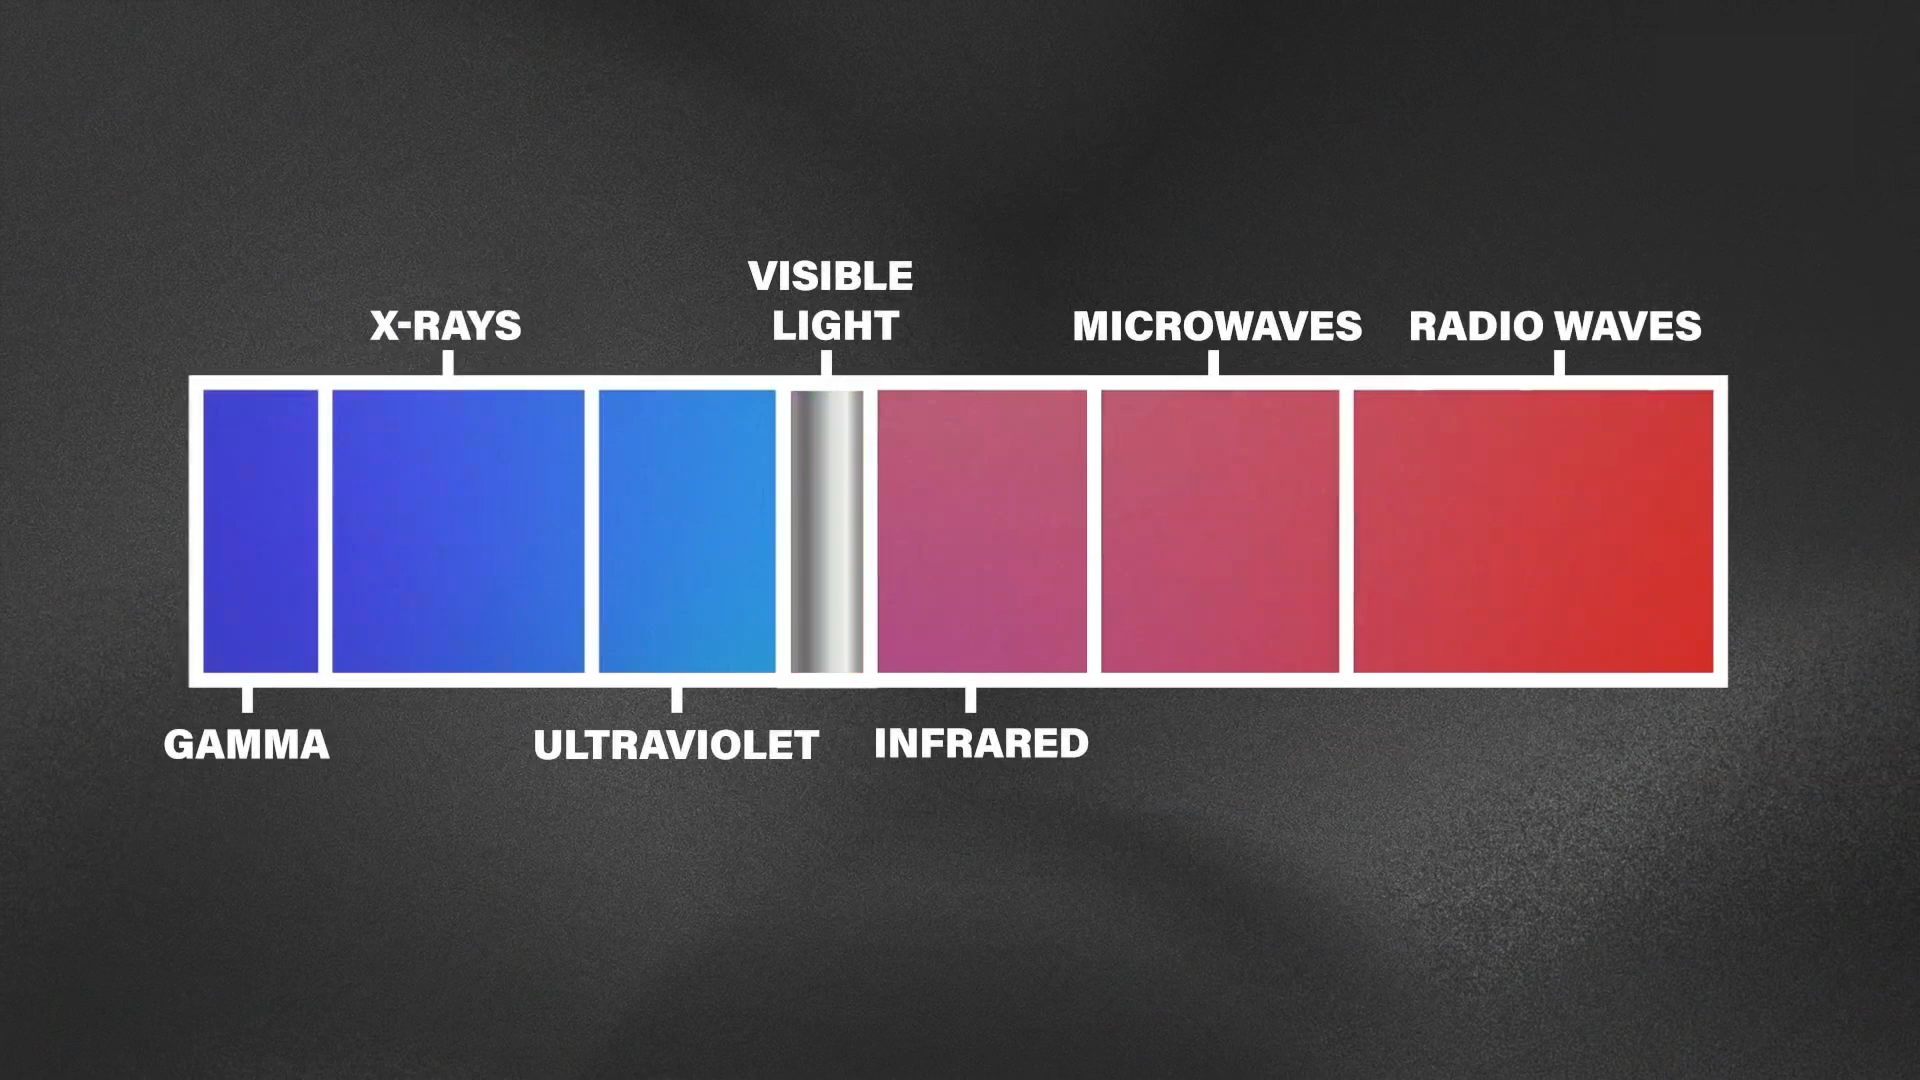 VISIBLE
LIGHT
X-RAYS
MICROWAVES
RADIO WAVES
GAMMA
ULTRAVIOLET
INFRARED